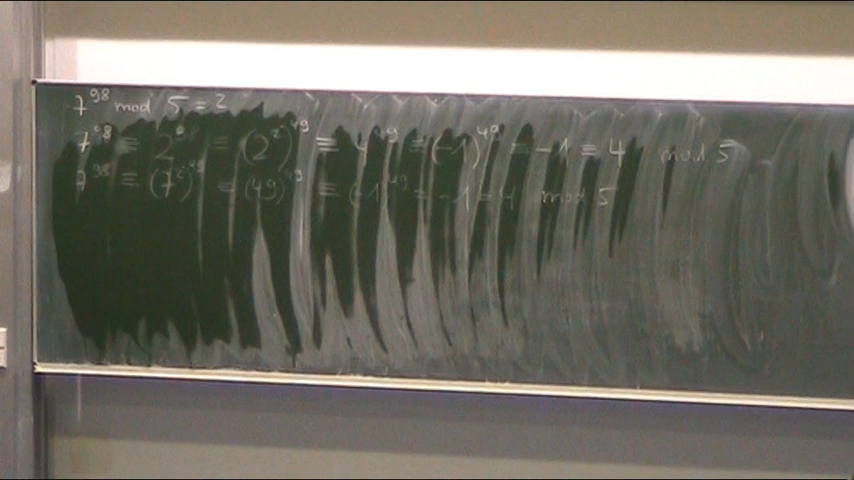 7^98 mod 5 = ?
7^98 ≡ 2^98 ≡ (2^2)^49 ≡ 4^49 ≡ (-1)^49 ≡ -1 ≡ 4 mod 5
7^98 ≡ (7^2)^49 ≡ (49)^49 ≡ (-1)^49 ≡ -1 ≡ 4 mod 5